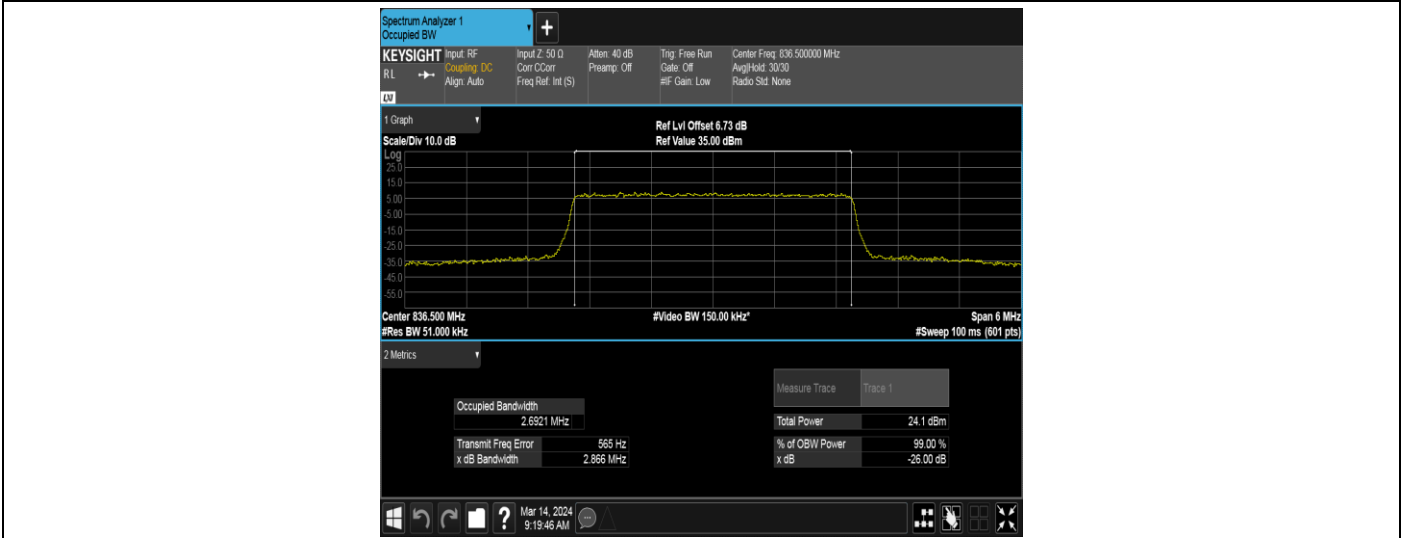 Spectrum Analyzer 1
Occupied BW
+
KEYSIGHT Input: RF Input Z: 50 Ω Atten: 40 dB Trig: Free Run Center Freq: 836.500000 MHz
RL Coupling: DC Corr CCorr Preamp: Off Gate: Off Avg|Hold: 30/30
Align: Auto Freq Ref: Int (S) #IF Gain: Low Radio Std: None
LXI
1 Graph
Ref Lvl Offset 6.73 dB
Scale/Div 10.0 dB Ref Value 35.00 dBm
Log
25.0
15.0
5.00
-5.00
-15.0
-25.0
-35.0
-45.0
-55.0
Center 836.500 MHz #Video BW 150.00 kHz* Span 6 MHz
#Res BW 51.000 kHz #Sweep 100 ms (601 pts)
2 Metrics
Measure Trace Trace 1
Occupied Bandwidth
2.6921 MHz Total Power 24.1 dBm
Transmit Freq Error 565 Hz % of OBW Power 99.00 %
x dB Bandwidth 2.866 MHz x dB -26.00 dB
? Mar 14, 2024
9:19:46 AM